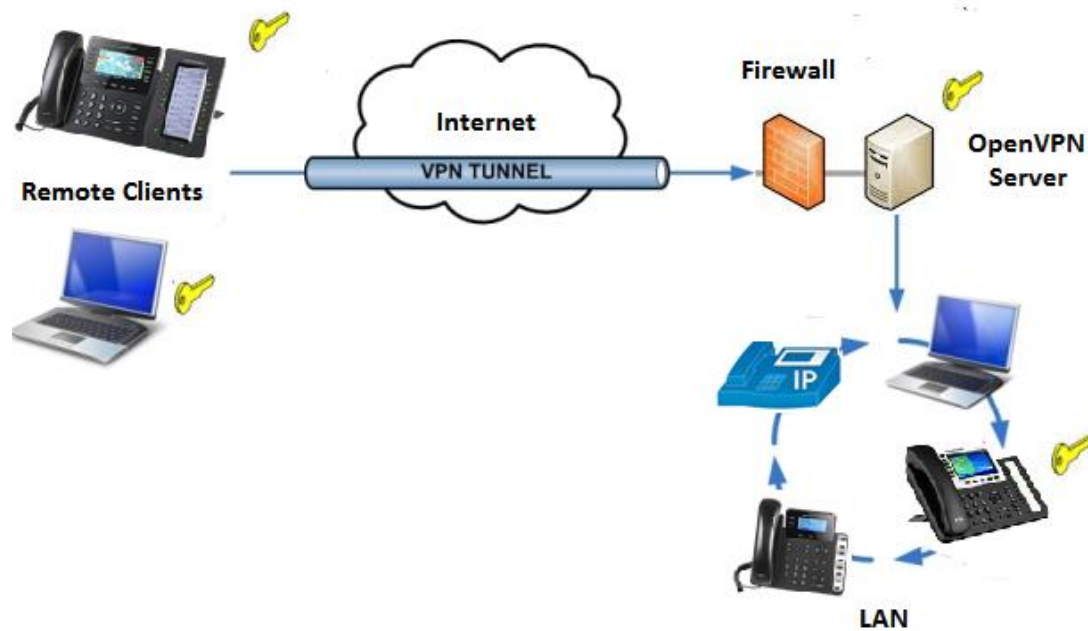 Firewall
Internet
OpenVPN
Server
VPN TUNNEL
Remote Clients
IP
LAN